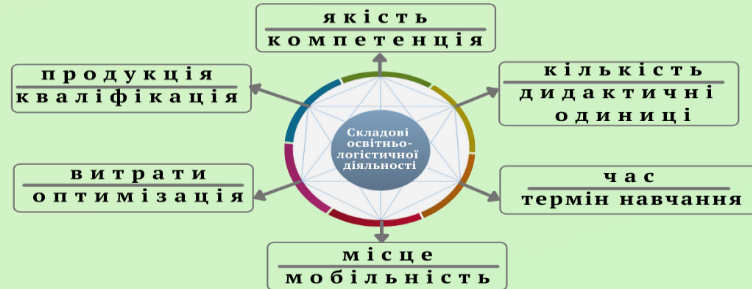 якість
компетенція
продукція
кваліфікація
кількість
дидактичні
одиниці
Складові
освітньо-
логістичної
діяльності
витрати
оптимізація
час
термін навчання
місце
мобільність